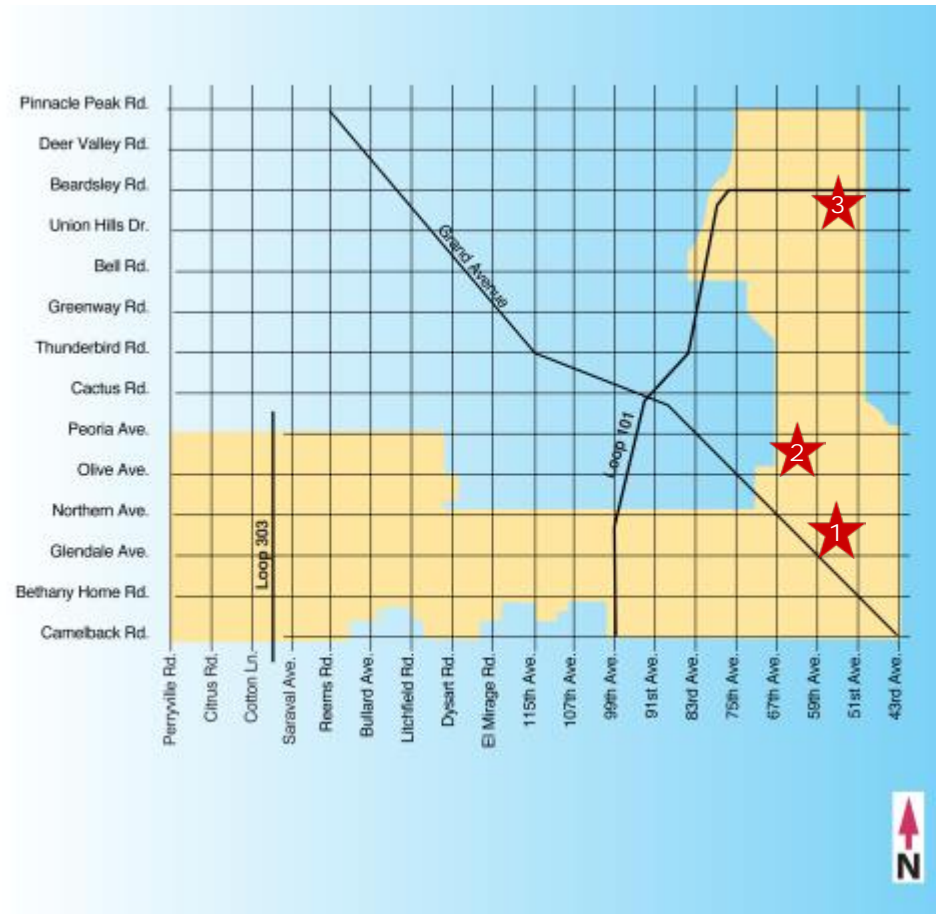 Pinnacle Peak Rd.
Deer Valley Rd.
Beardsley Rd.
3
Union Hills Dr.
Grand Avenue
Bell Rd.
Greenway Rd.
Thunderbird Rd.
Cactus Rd.
Peoria Ave.
Loop 101
2
Olive Ave.
Northern Ave.
1
Glendale Ave.
Loop 303
Bethany Home Rd.
Camelback Rd.
Perryville Rd.
Citrus Rd.
Cotton Ln.
Saraval Ave.
Reems Rd.
Bullard Ave.
Litchfield Rd.
Dysart Rd.
El Mirage Rd.
115th Ave.
107th Ave.
99th Ave.
91st Ave.
83rd Ave.
75th Ave.
67th Ave.
59th Ave.
51st Ave.
43rd Ave.
N